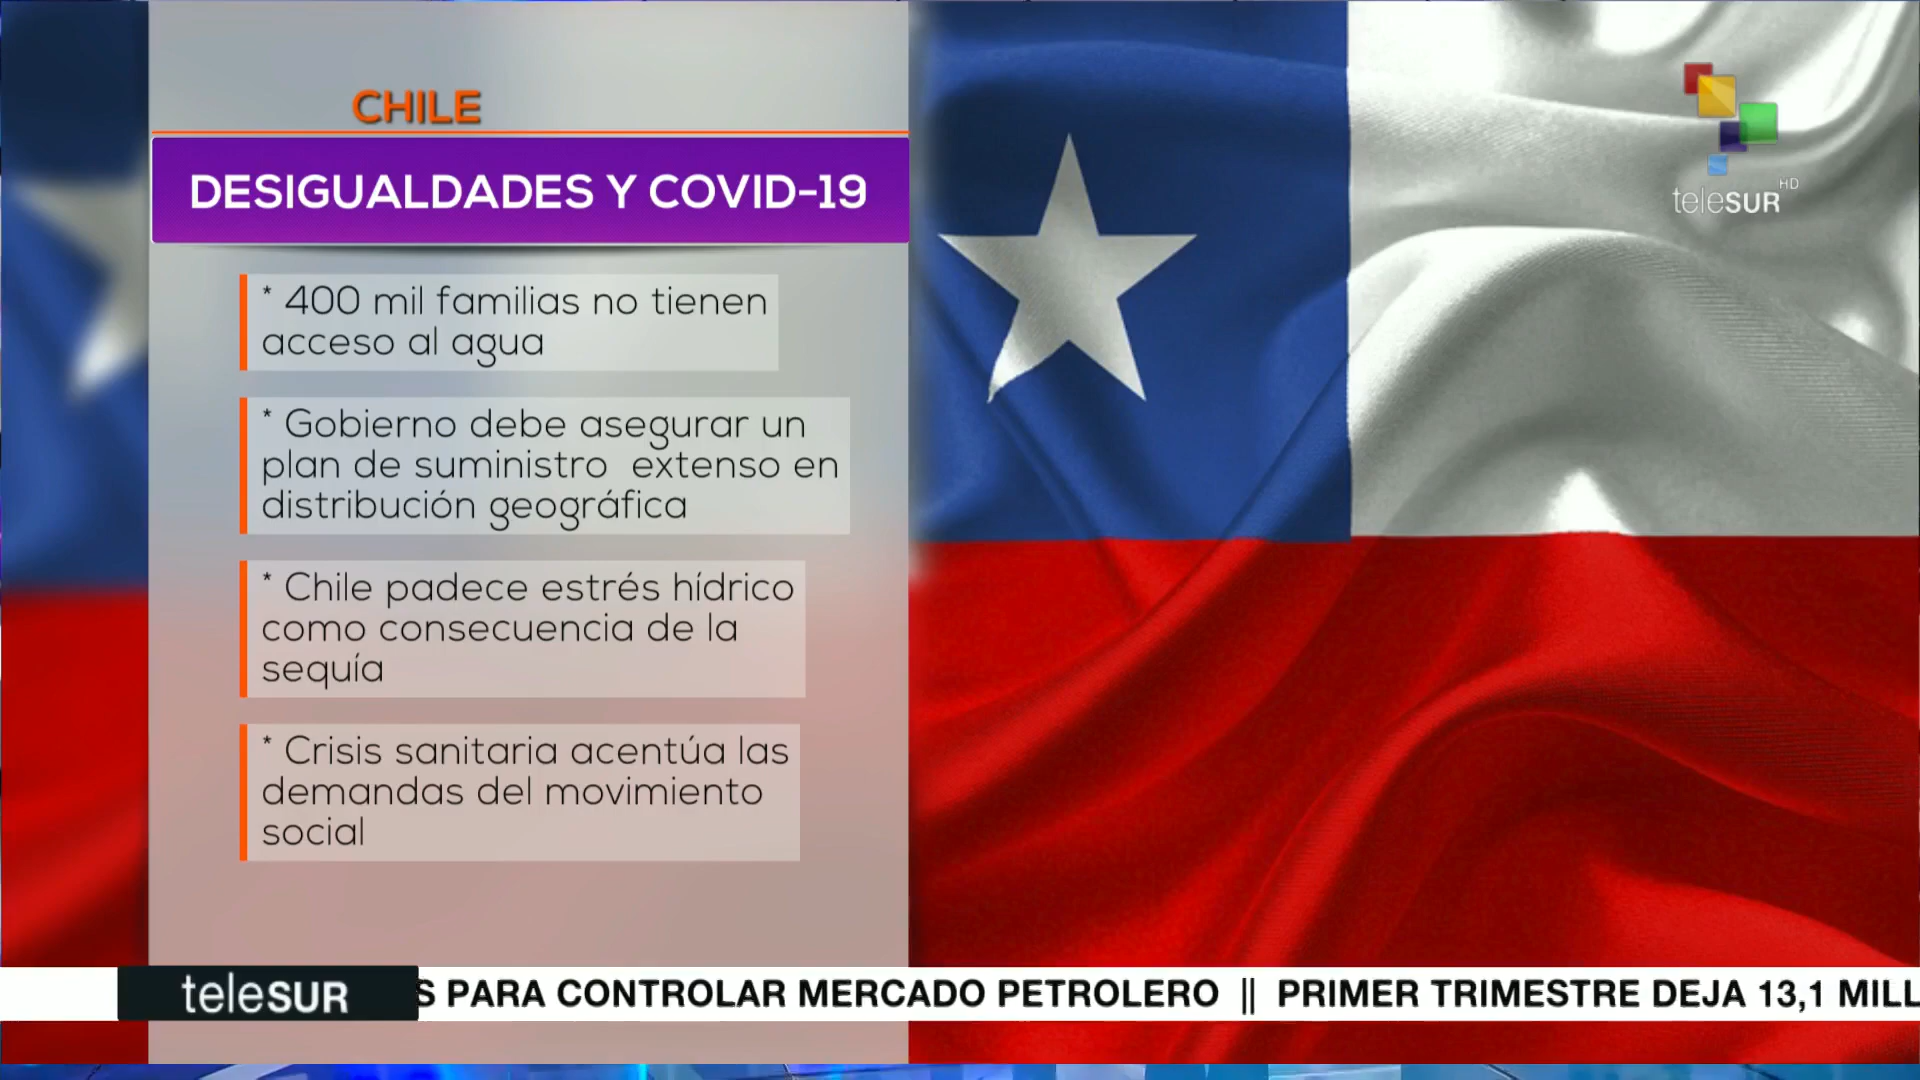 CHILE
DESIGUALDADES Y COVID-19
* 400 mil familias no tienen
acceso al agua
* Gobierno debe asegurar un
plan de suministro extenso en
distribución geográfica
* Chile padece estrés hídrico
como consecuencia de la
sequía
* Crisis sanitaria acentúa las
demandas del movimiento
social
HD
teleSUR
teleSUR
S PARA CONTROLAR MERCADO PETROLERO || PRIMER TRIMESTRE DEJA 13,1 MILL